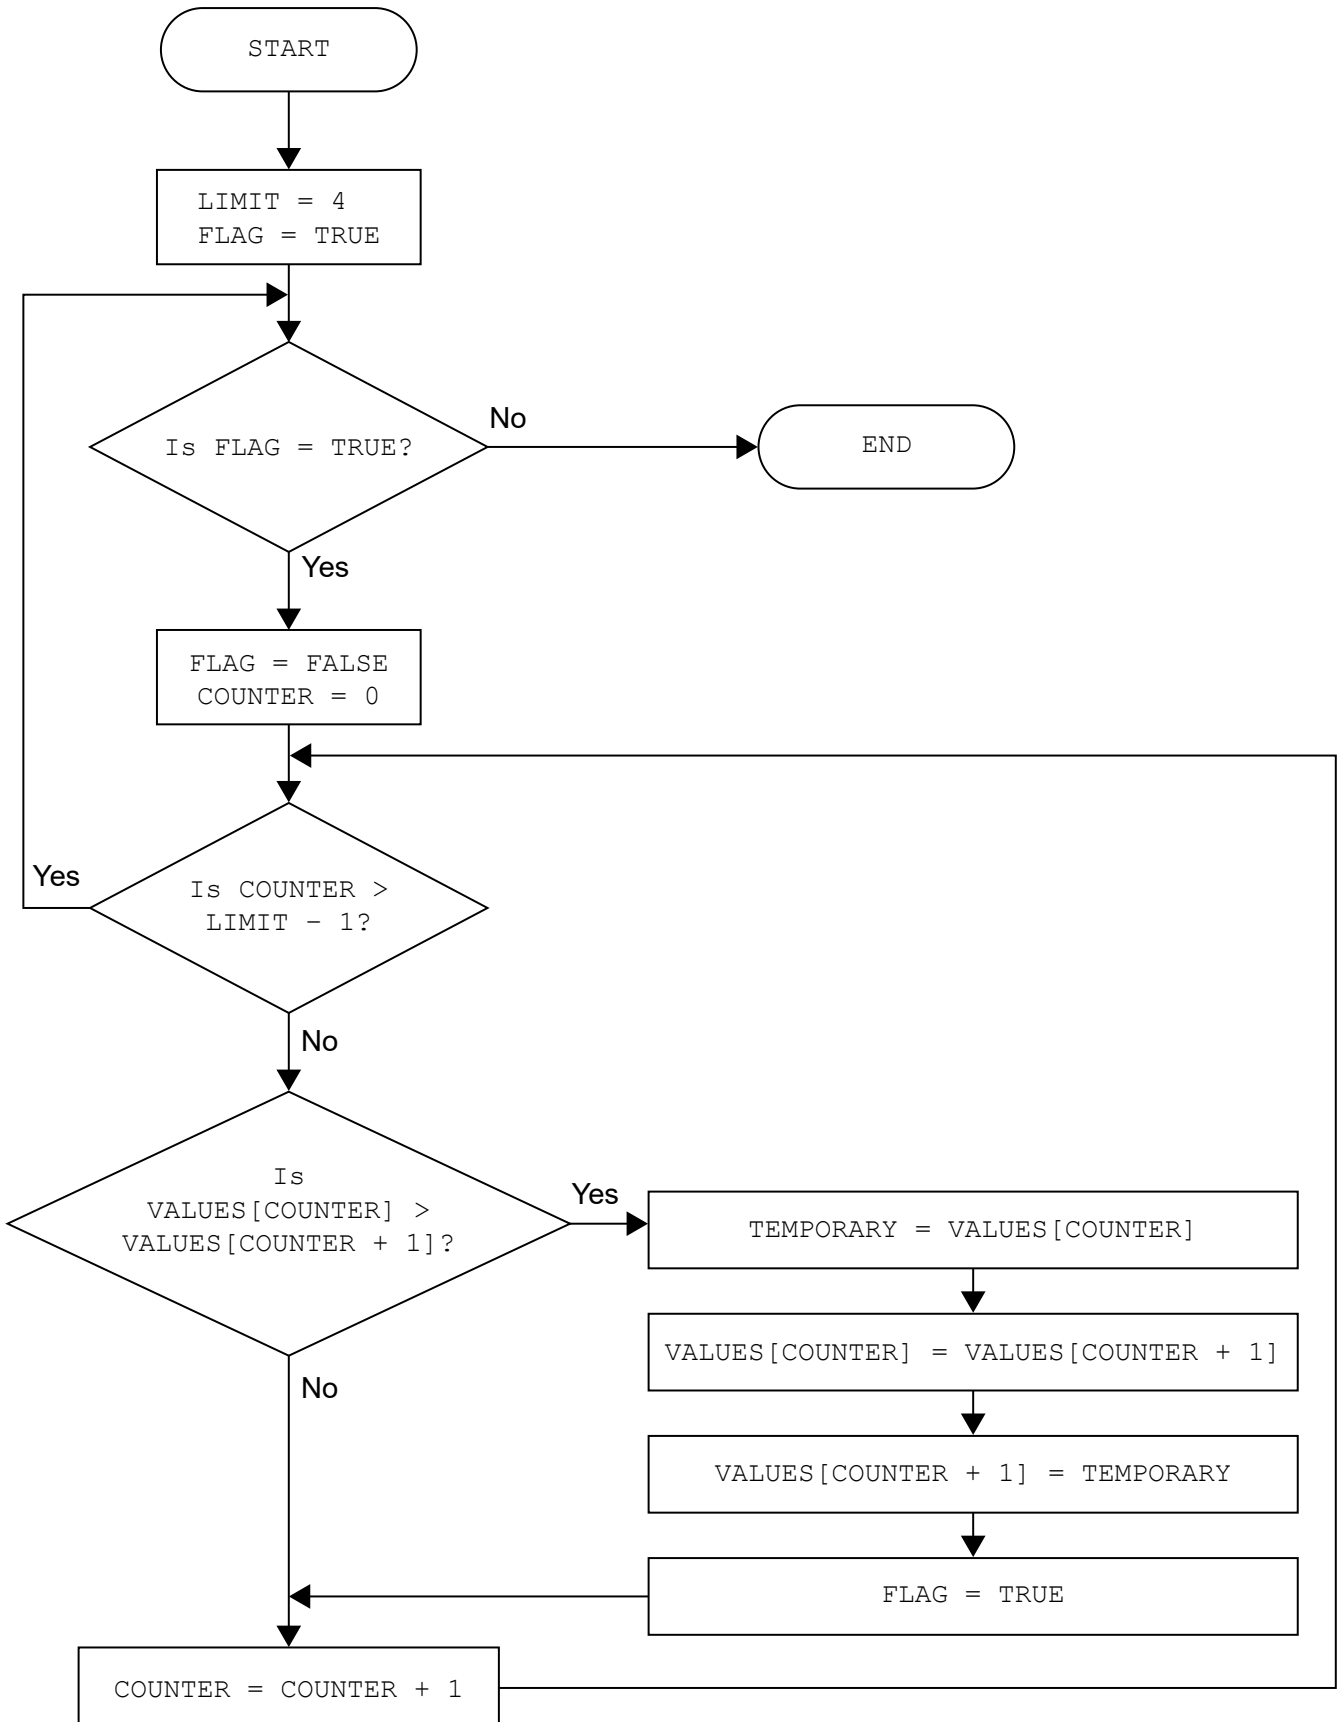 START
LIMIT = 4
FLAG = TRUE
Is FLAG = TRUE?
No
END
Yes
FLAG = FALSE
COUNTER = 0
Yes
Is COUNTER >
LIMIT – 1?
No
Is
VALUES[COUNTER] >
VALUES[COUNTER + 1]?
Yes
TEMPORARY = VALUES[COUNTER]
VALUES[COUNTER] = VALUES[COUNTER + 1]
No
VALUES[COUNTER + 1] = TEMPORARY
FLAG = TRUE
COUNTER = COUNTER + 1